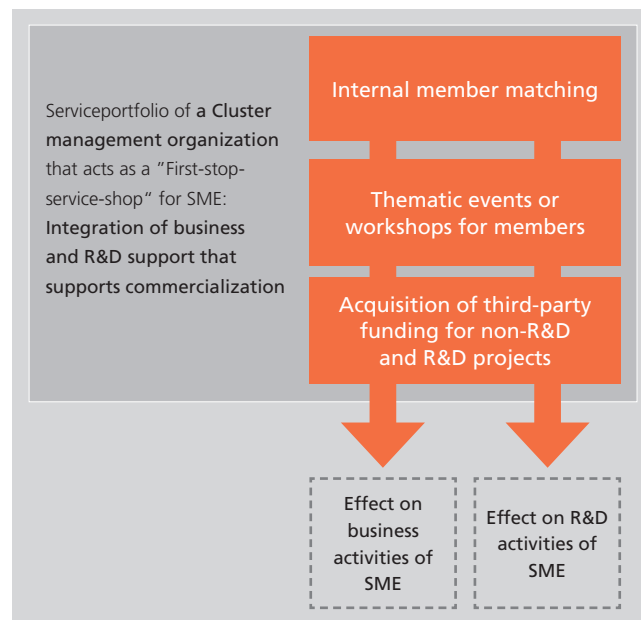 Serviceportfolio of a Cluster
management organization
that acts as a "First-stop-
service-shop“ for SME:
Integration of business
and R&D support that
supports commercialization
Internal member matching
Thematic events or
workshops for members
Acquisition of third-party
funding for non-R&D
and R&D projects
Effect on
business
activities of
SME
Effect on R&D
activities of
SME